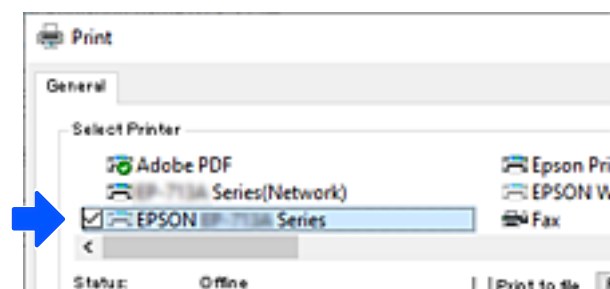 Print
General
Select Printer
Adobe PDF
Epson Pri
Series(Network)
EPSON W
EPSON Series
Fax
Status: Offline
Print to file